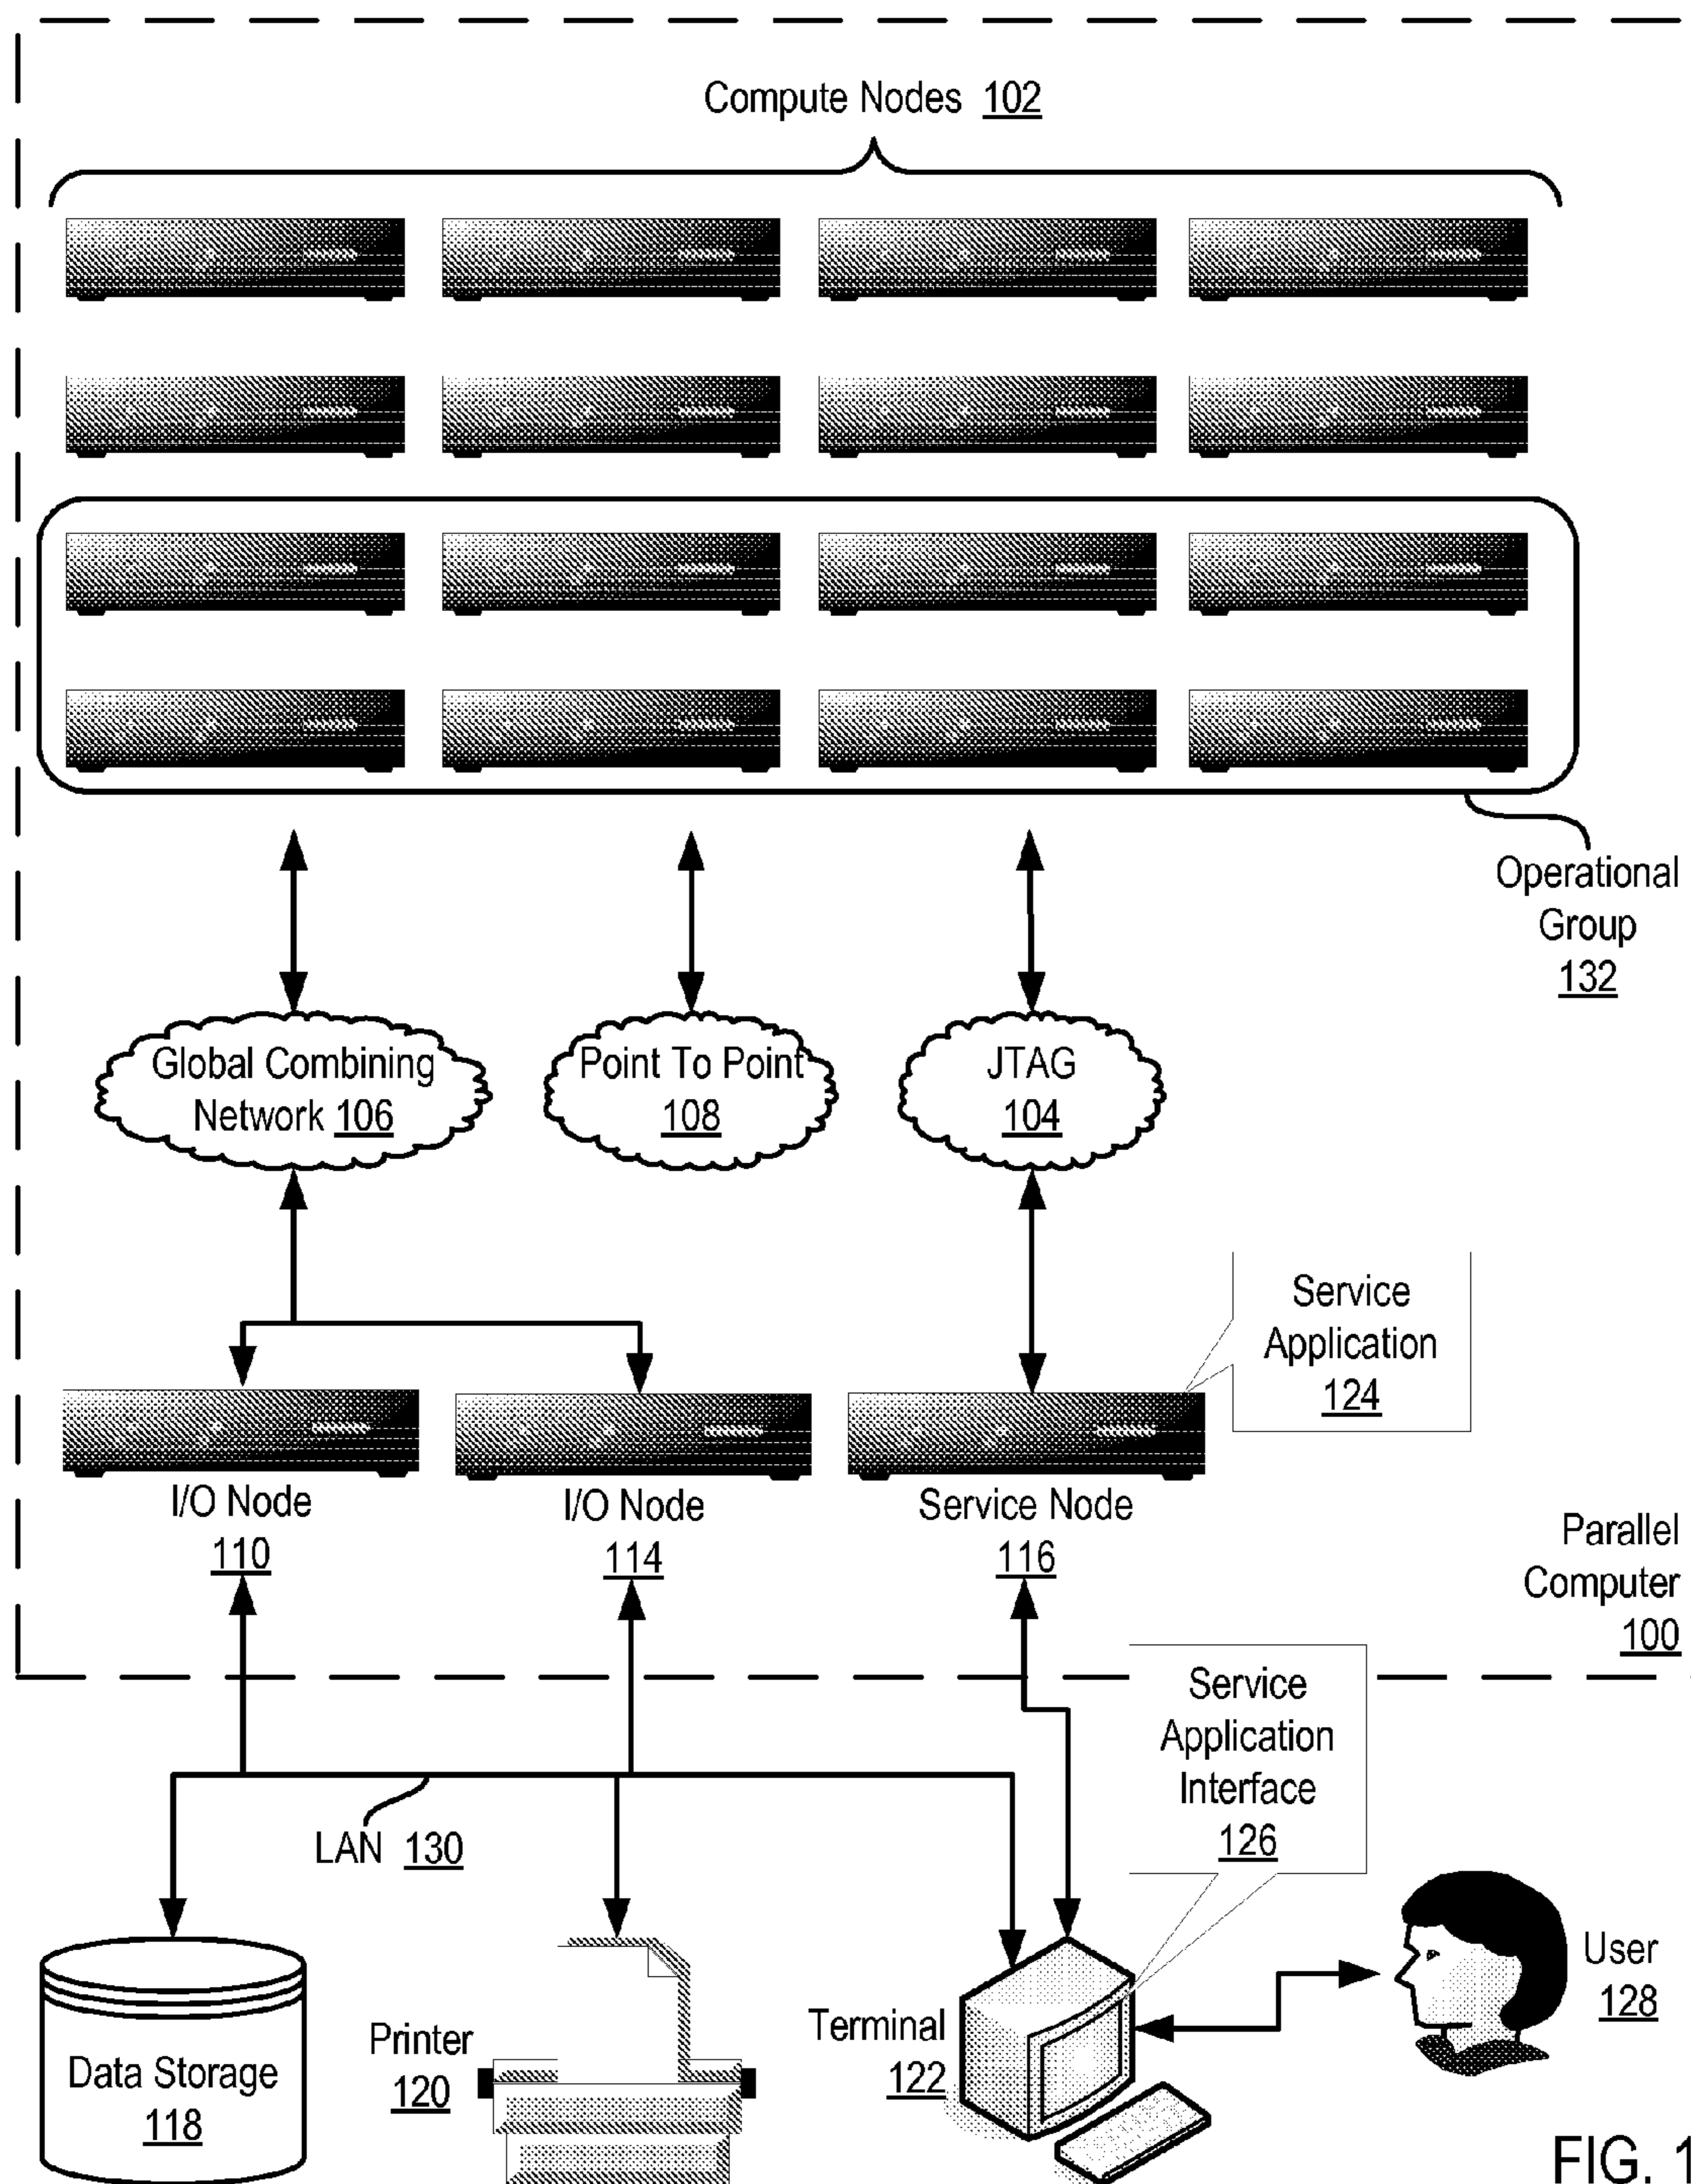 Compute Nodes 102
Operational
Group
132
Global Combining
Network 106
Point To Point
108
JTAG
104
Service
Application
124
I/O Node
110
I/O Node
114
Service Node
116
Parallel
Computer
100
Service
Application
Interface
126
LAN 130
Data Storage
118
Printer
120
Terminal
122
User
128
FIG. 1